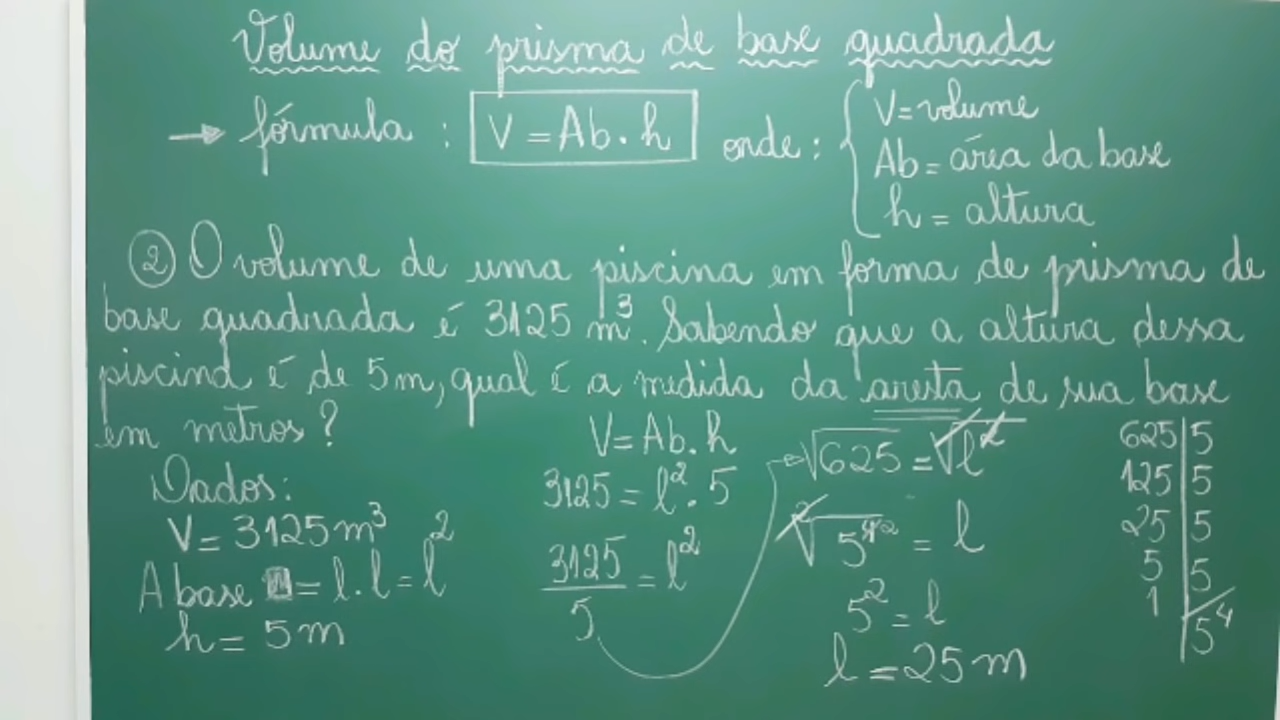 Volume do prisma de base quadrada
→ fórmula : V = Ab . h onde :
V = volume
Ab = área da base
h = altura
② O volume de uma piscina em forma de prisma de
base quadrada é 3125 m³. Sabendo que a altura dessa
piscina é de 5m, qual é a medida da aresta de sua base
em metros ?
Dados :
V = 3125 m³
A base = l . l = l²
h = 5 m
V = Ab . h
3125 = l² . 5
3125/5 = l²
√625 = √l²
√5⁴² = l
5² = l
l = 25 m
625 | 5
125 | 5
25 | 5
5 | 5
1 | 5⁴